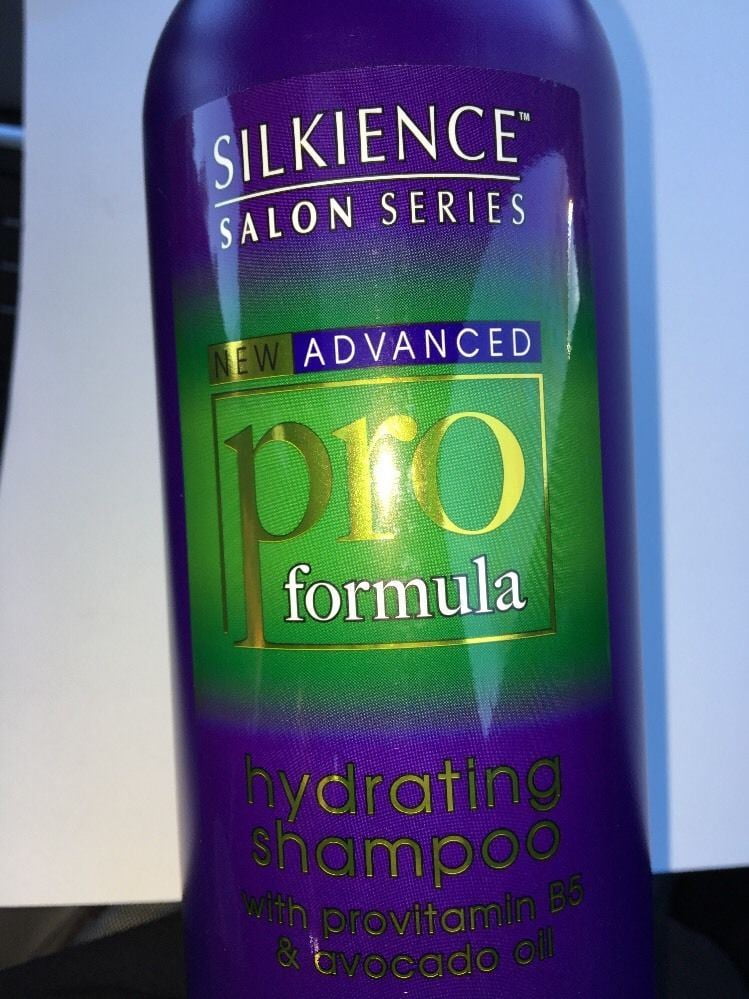 SILKIENCE™
SALON SERIES
NEW ADVANCED
pro
formula
hydrating
shampoo
with provitamin B5
& avocado oil